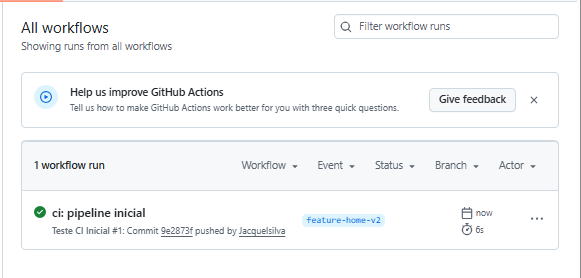 All workflows
Showing runs from all workflows
Filter workflow runs
Help us improve GitHub Actions
Tell us how to make GitHub Actions work better for you with three quick questions.
Give feedback
1 workflow run
Workflow Event Status Branch Actor
ci: pipeline inicial
Teste CI Inicial #1: Commit 9e2873f pushed by Jacquelsilva
feature-home-v2
now
6s